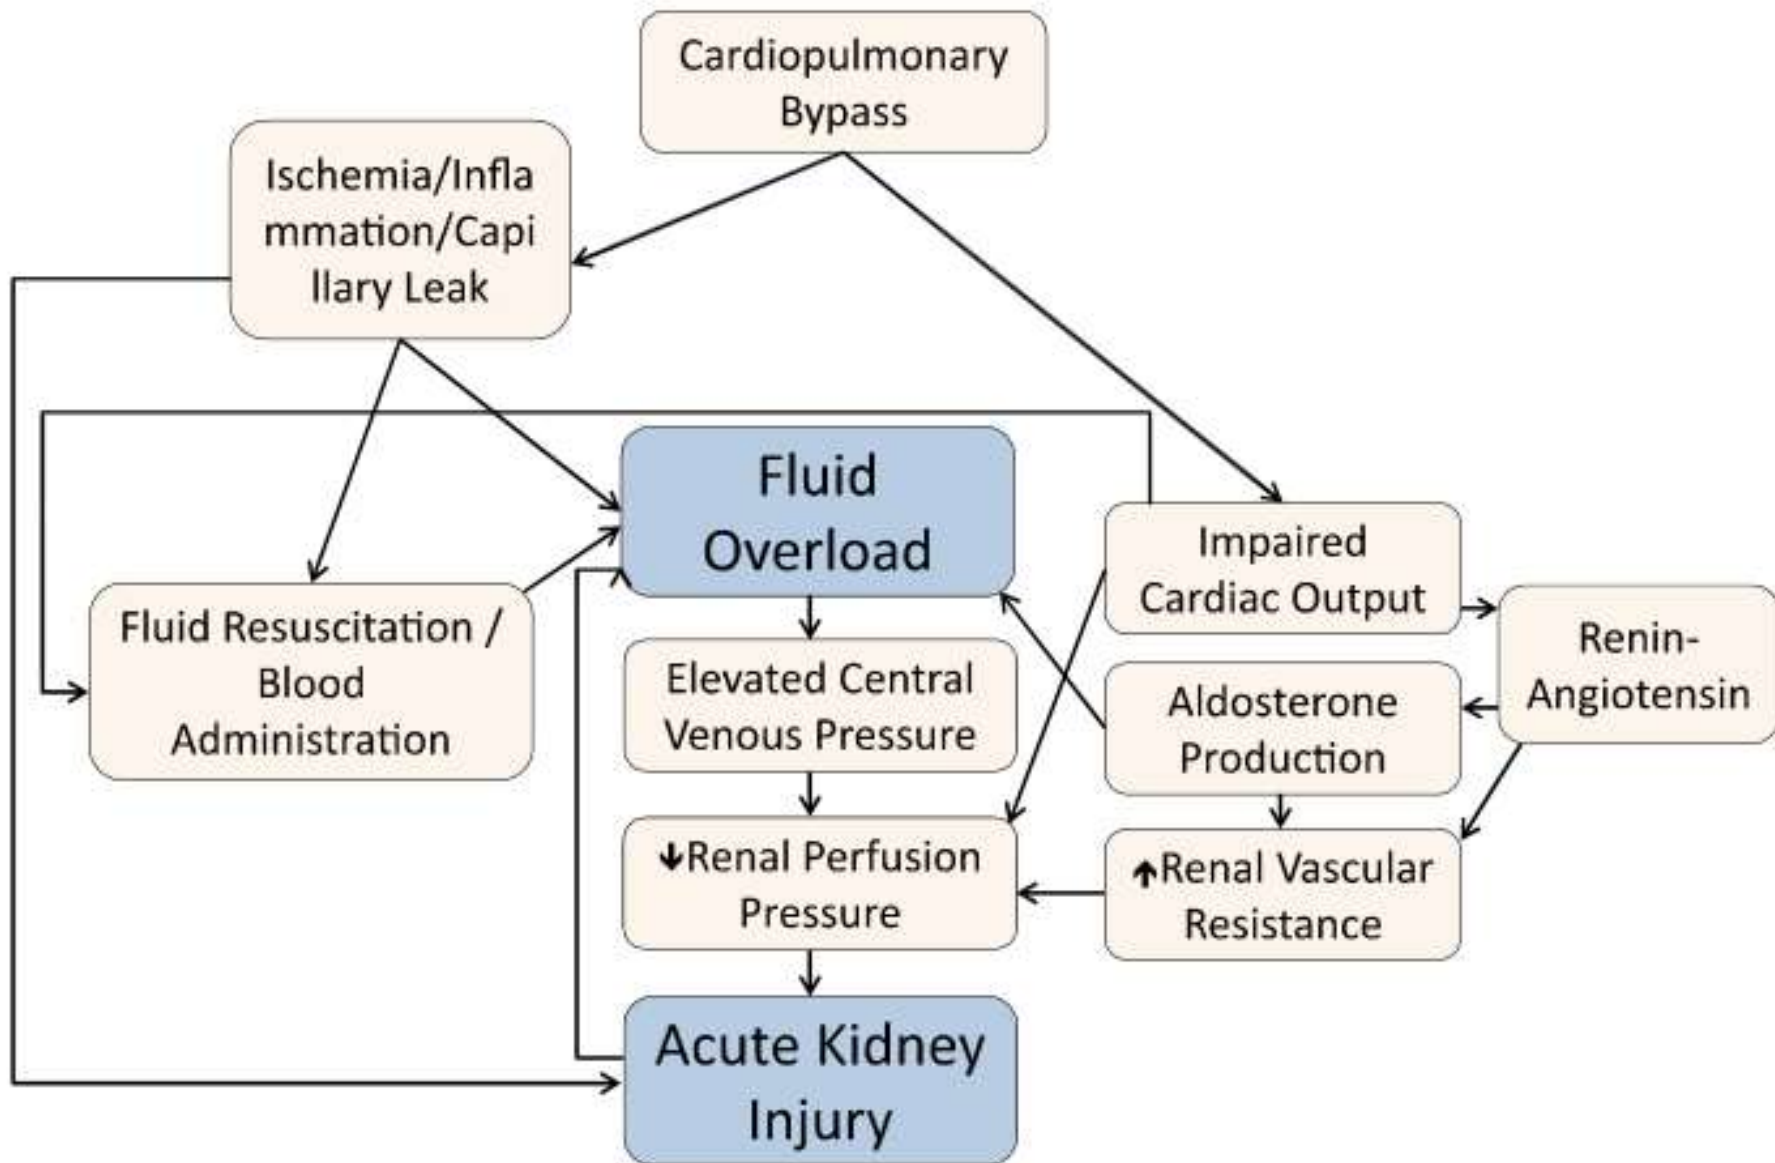 Cardiopulmonary
Bypass
Ischemia/Infla
mmation/Capi
llary Leak
Fluid
Overload
Impaired
Cardiac Output
Fluid Resuscitation /
Blood
Administration
Renin-
Angiotensin
Elevated Central
Venous Pressure
Aldosterone
Production
↓Renal Perfusion
Pressure
↑Renal Vascular
Resistance
Acute Kidney
Injury